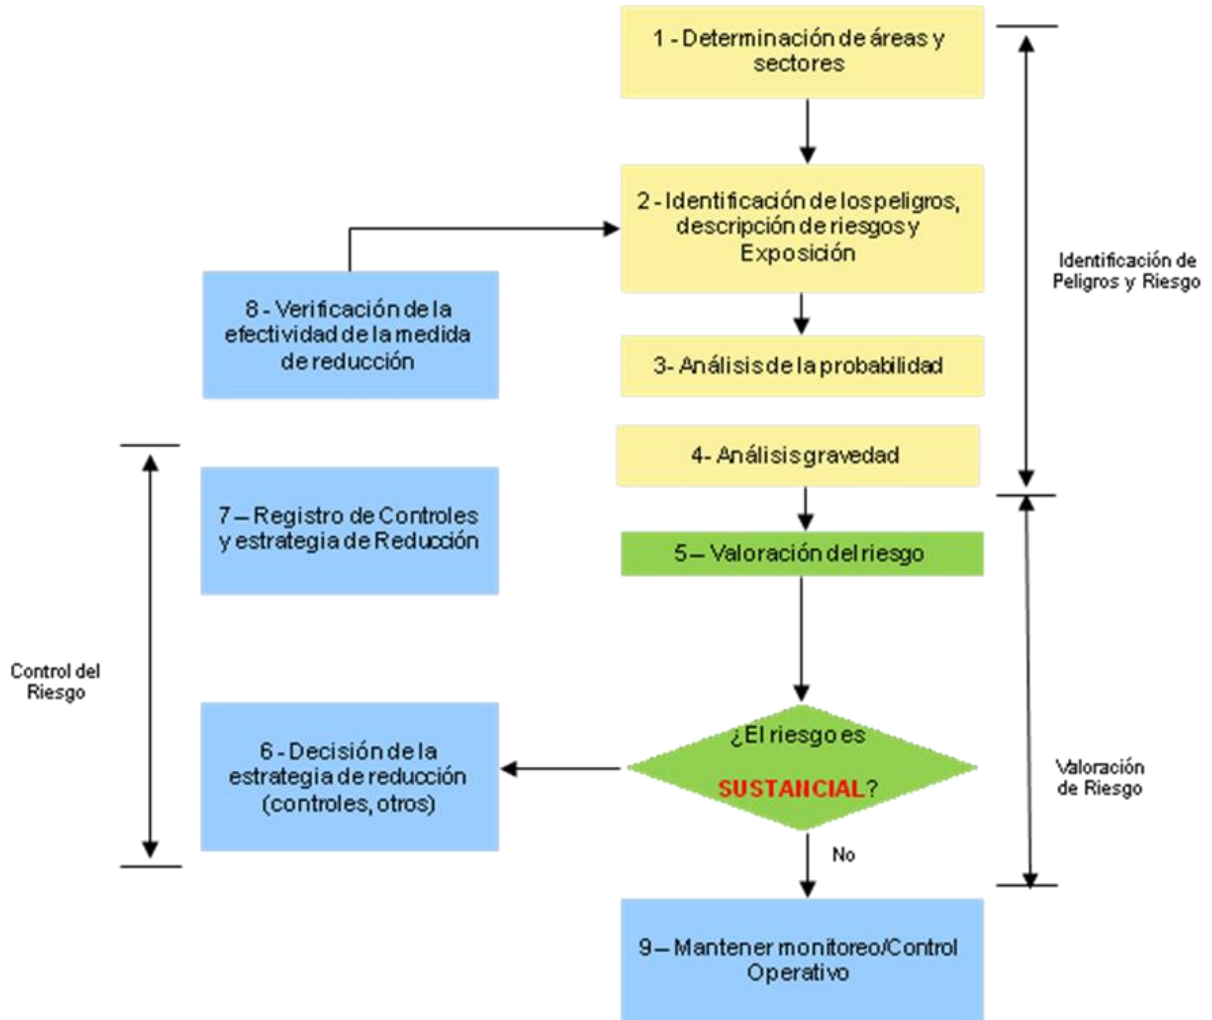 1 - Determinación de áreas y
sectores
2 - Identificación de los peligros,
descripción de riesgos y
Exposición
Identificación de
Peligros y Riesgo
8 - Verificación de la
efectividad de la medida
de reducción
3- Análisis de la probabilidad
4- Análisis gravedad
7 – Registro de Controles
y estrategia de Reducción
5 – Valoración del riesgo
Control del
Riesgo
6 - Decisión de la
estrategia de reducción
(controles, otros)
¿El riesgo es
SUSTANCIAL?
Valoración
de Riesgo
No
9 – Mantener monitoreo/Control
Operativo